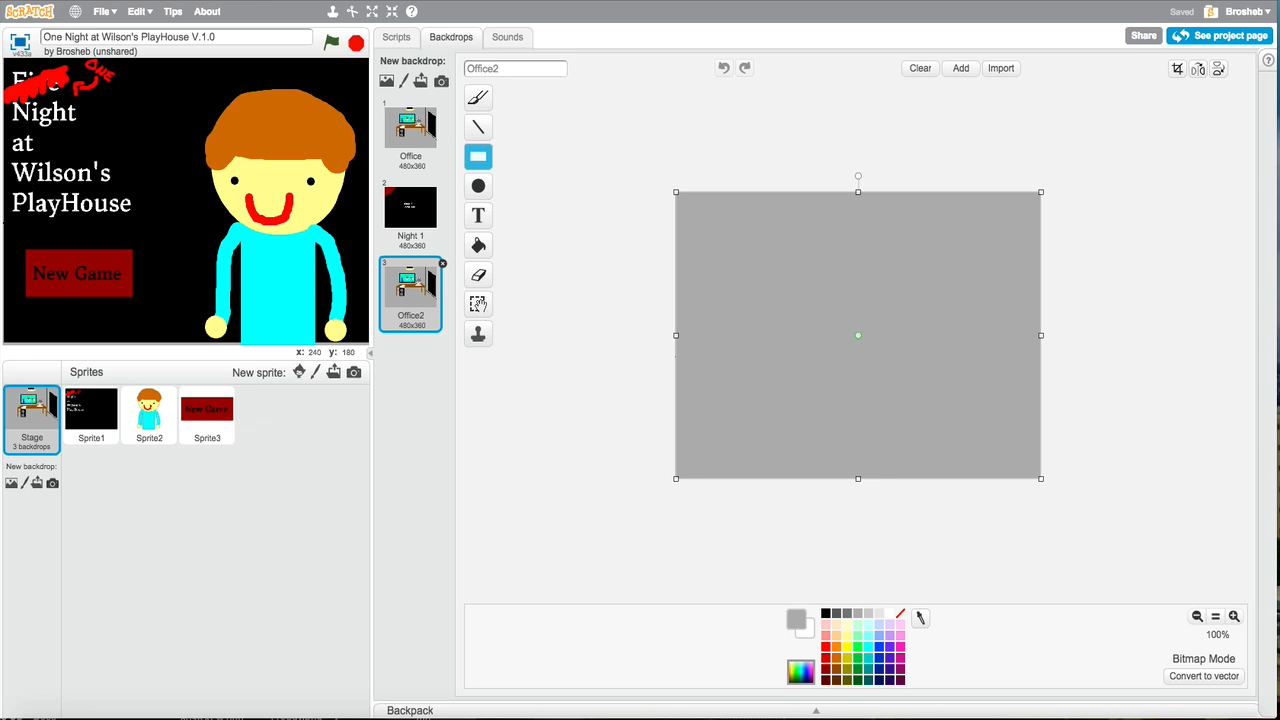 SCRATCH
File
Edit
Tips
About
Saved
Brosheb
v433a
One Night at Wilson's PlayHouse V.1.0
by Brosheb (unshared)
Scripts
Backdrops
Sounds
Share
See project page
New backdrop:
Office2
Clear
Add
Import
Five
ONE
Night
at
Wilson's
PlayHouse
New Game
1
Office
480x360
2
Night 1
480x360
3
Office2
480x360
T
x: 240 y: 180
Sprites
New sprite:
Stage
3 backdrops
New backdrop:
Sprite1
Sprite2
New Game
Sprite3
100%
Bitmap Mode
Convert to vector
Backpack